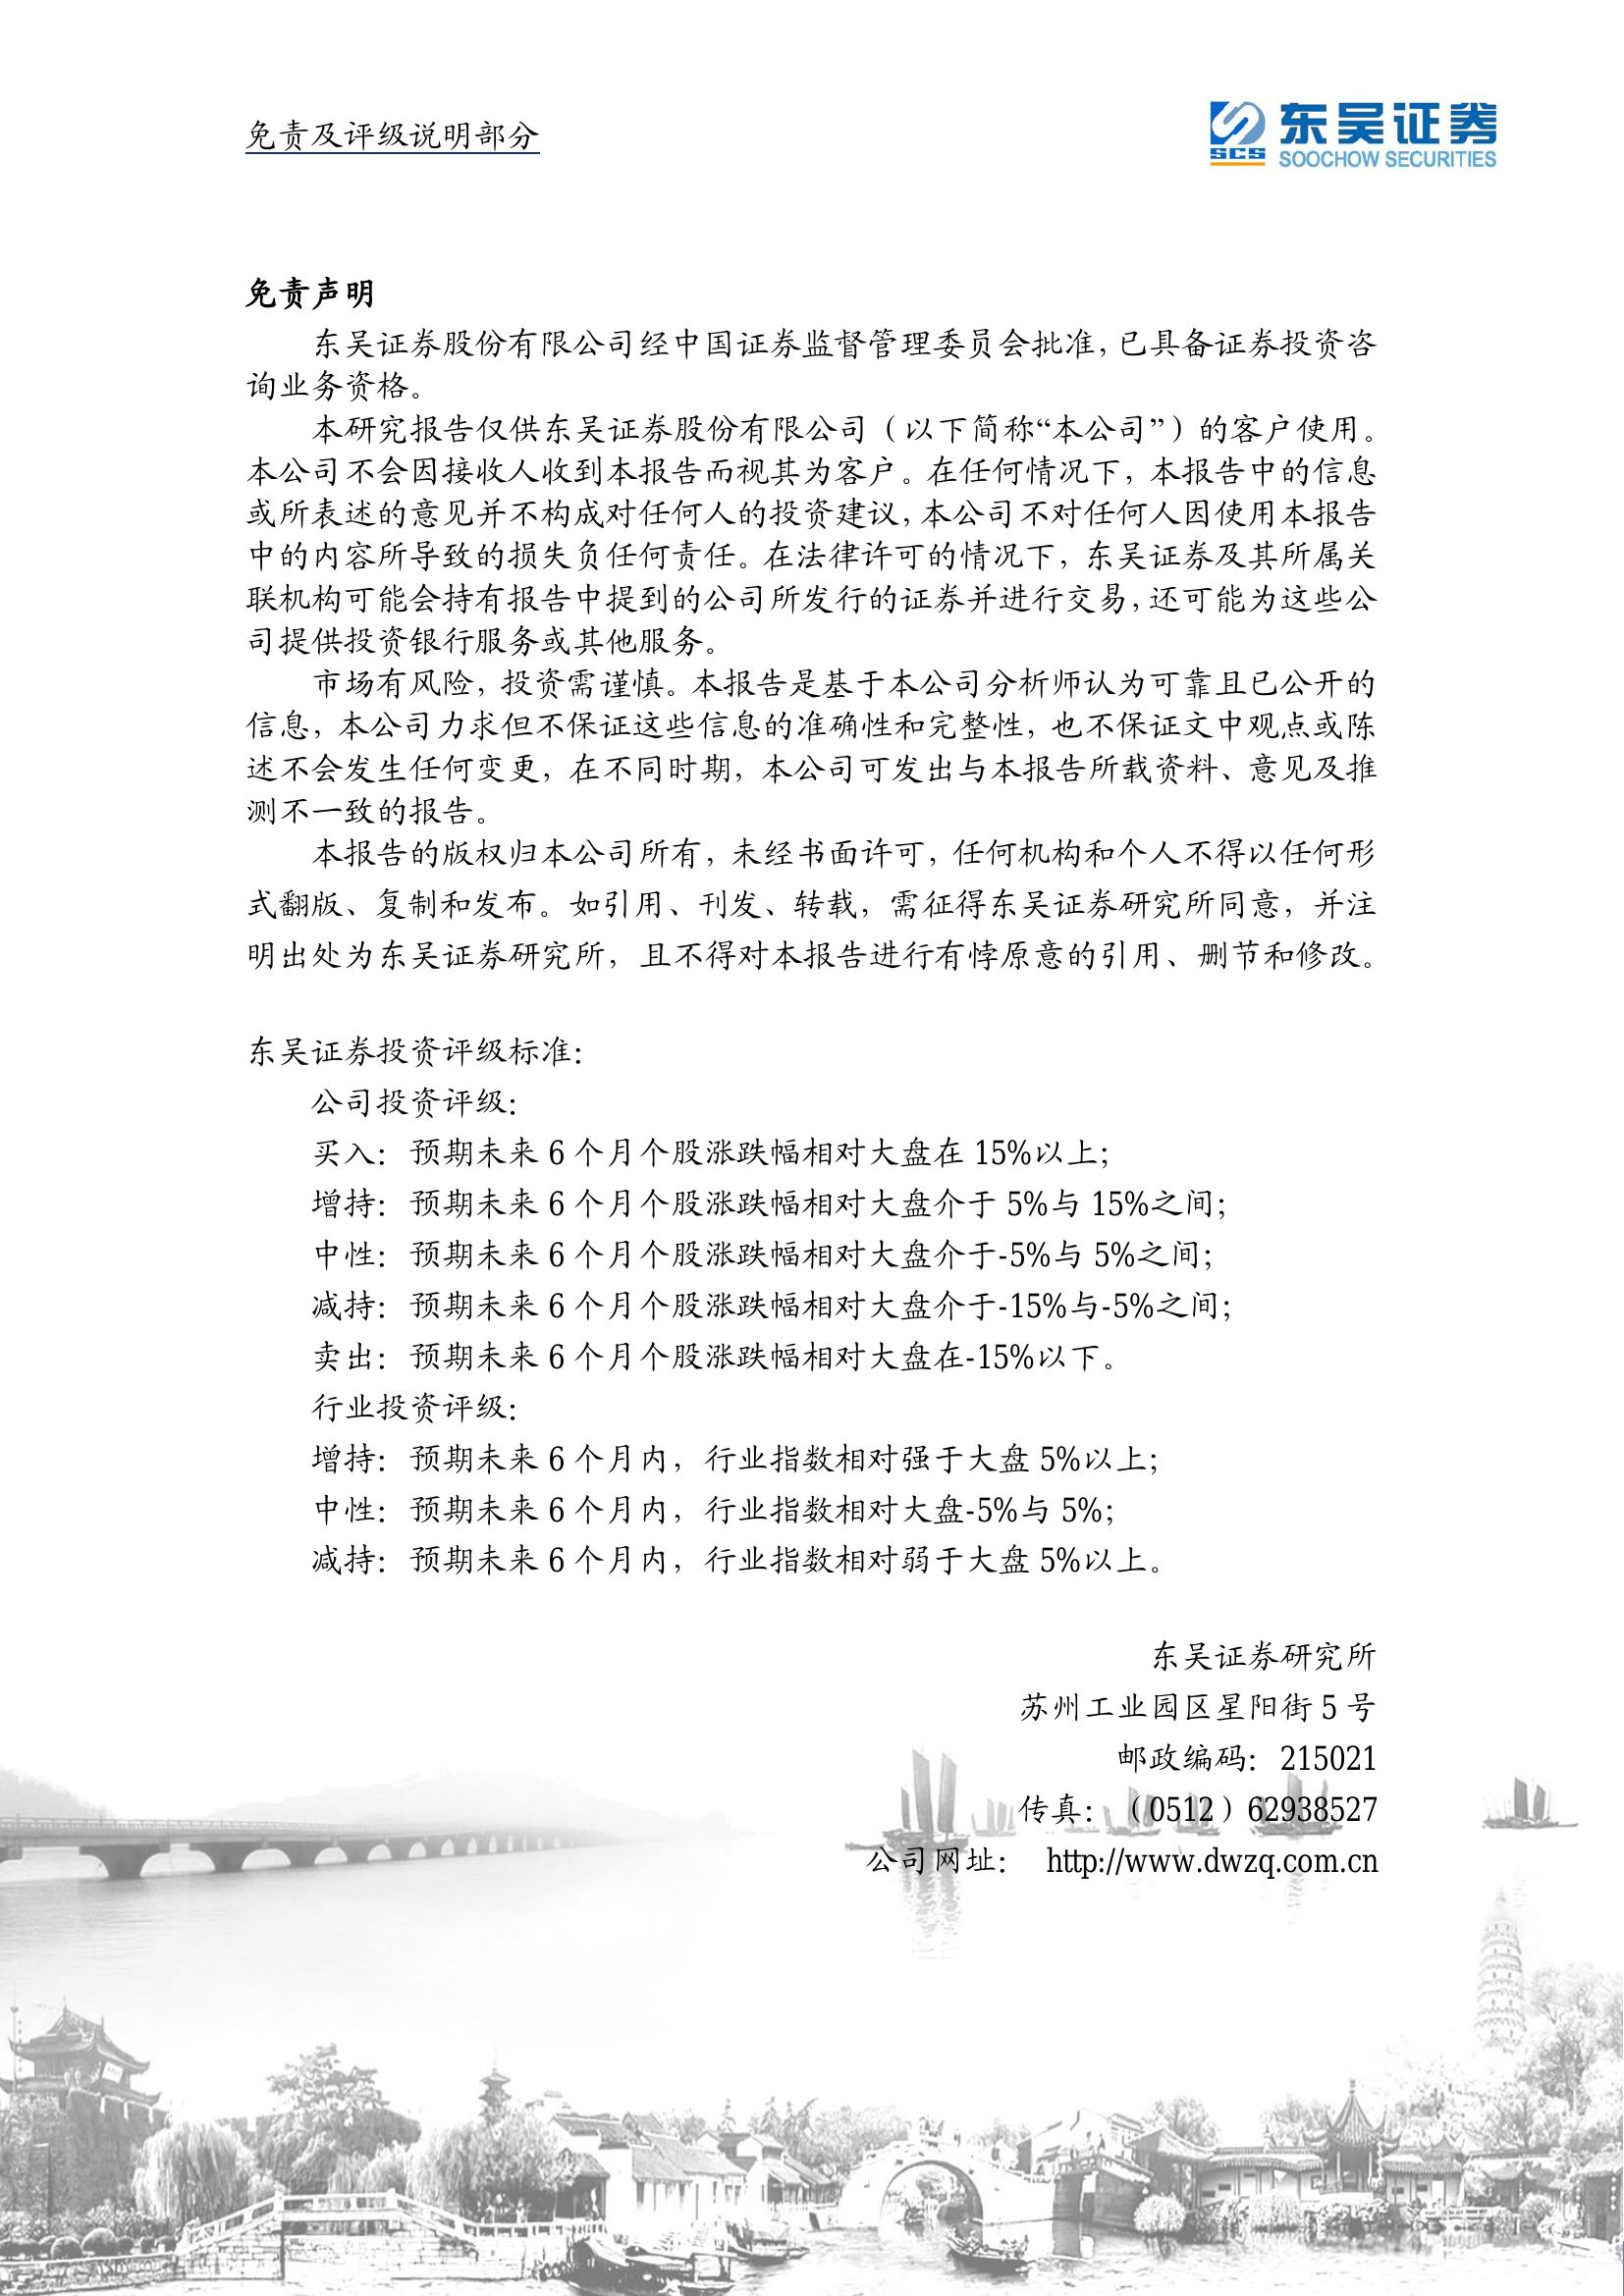 免责及评级说明部分
SCS 东吴证券
SOOCHOW SECURITIES
免责声明
东吴证券股份有限公司经中国证券监督管理委员会批准，已具备证券投资咨
询业务资格。
本研究报告仅供东吴证券股份有限公司（以下简称“本公司”）的客户使用。
本公司不会因接收人收到本报告而视其为客户。在任何情况下，本报告中的信息
或所表述的意见并不构成对任何人的投资建议，本公司不对任何人因使用本报告
中的内容所导致的损失负任何责任。在法律许可的情况下，东吴证券及其所属关
联机构可能会持有报告中提到的公司所发行的证券并进行交易，还可能为这些公
司提供投资银行服务或其他服务。
市场有风险，投资需谨慎。本报告是基于本公司分析师认为可靠且已公开的
信息，本公司力求但不保证这些信息的准确性和完整性，也不保证文中观点或陈
述不会发生任何变更，在不同时期，本公司可发出与本报告所载资料、意见及推
测不一致的报告。
本报告的版权归本公司所有，未经书面许可，任何机构和个人不得以任何形
式翻版、复制和发布。如引用、刊发、转载，需征得东吴证券研究所同意，并注
明出处为东吴证券研究所，且不得对本报告进行有悖原意的引用、删节和修改。
东吴证券投资评级标准：
公司投资评级：
买入：预期未来 6 个月个股涨跌幅相对大盘在 15%以上；
增持：预期未来 6 个月个股涨跌幅相对大盘介于 5%与 15%之间；
中性：预期未来 6 个月个股涨跌幅相对大盘介于-5%与 5%之间；
减持：预期未来 6 个月个股涨跌幅相对大盘介于-15%与-5%之间；
卖出：预期未来 6 个月个股涨跌幅相对大盘在-15%以下。
行业投资评级：
增持：预期未来 6 个月内，行业指数相对强于大盘 5%以上；
中性：预期未来 6 个月内，行业指数相对大盘-5%与 5%；
减持：预期未来 6 个月内，行业指数相对弱于大盘 5%以上。
东吴证券研究所
苏州工业园区星阳街 5 号
邮政编码：215021
传真：（0512）62938527
公司网址： http://www.dwzq.com.cn